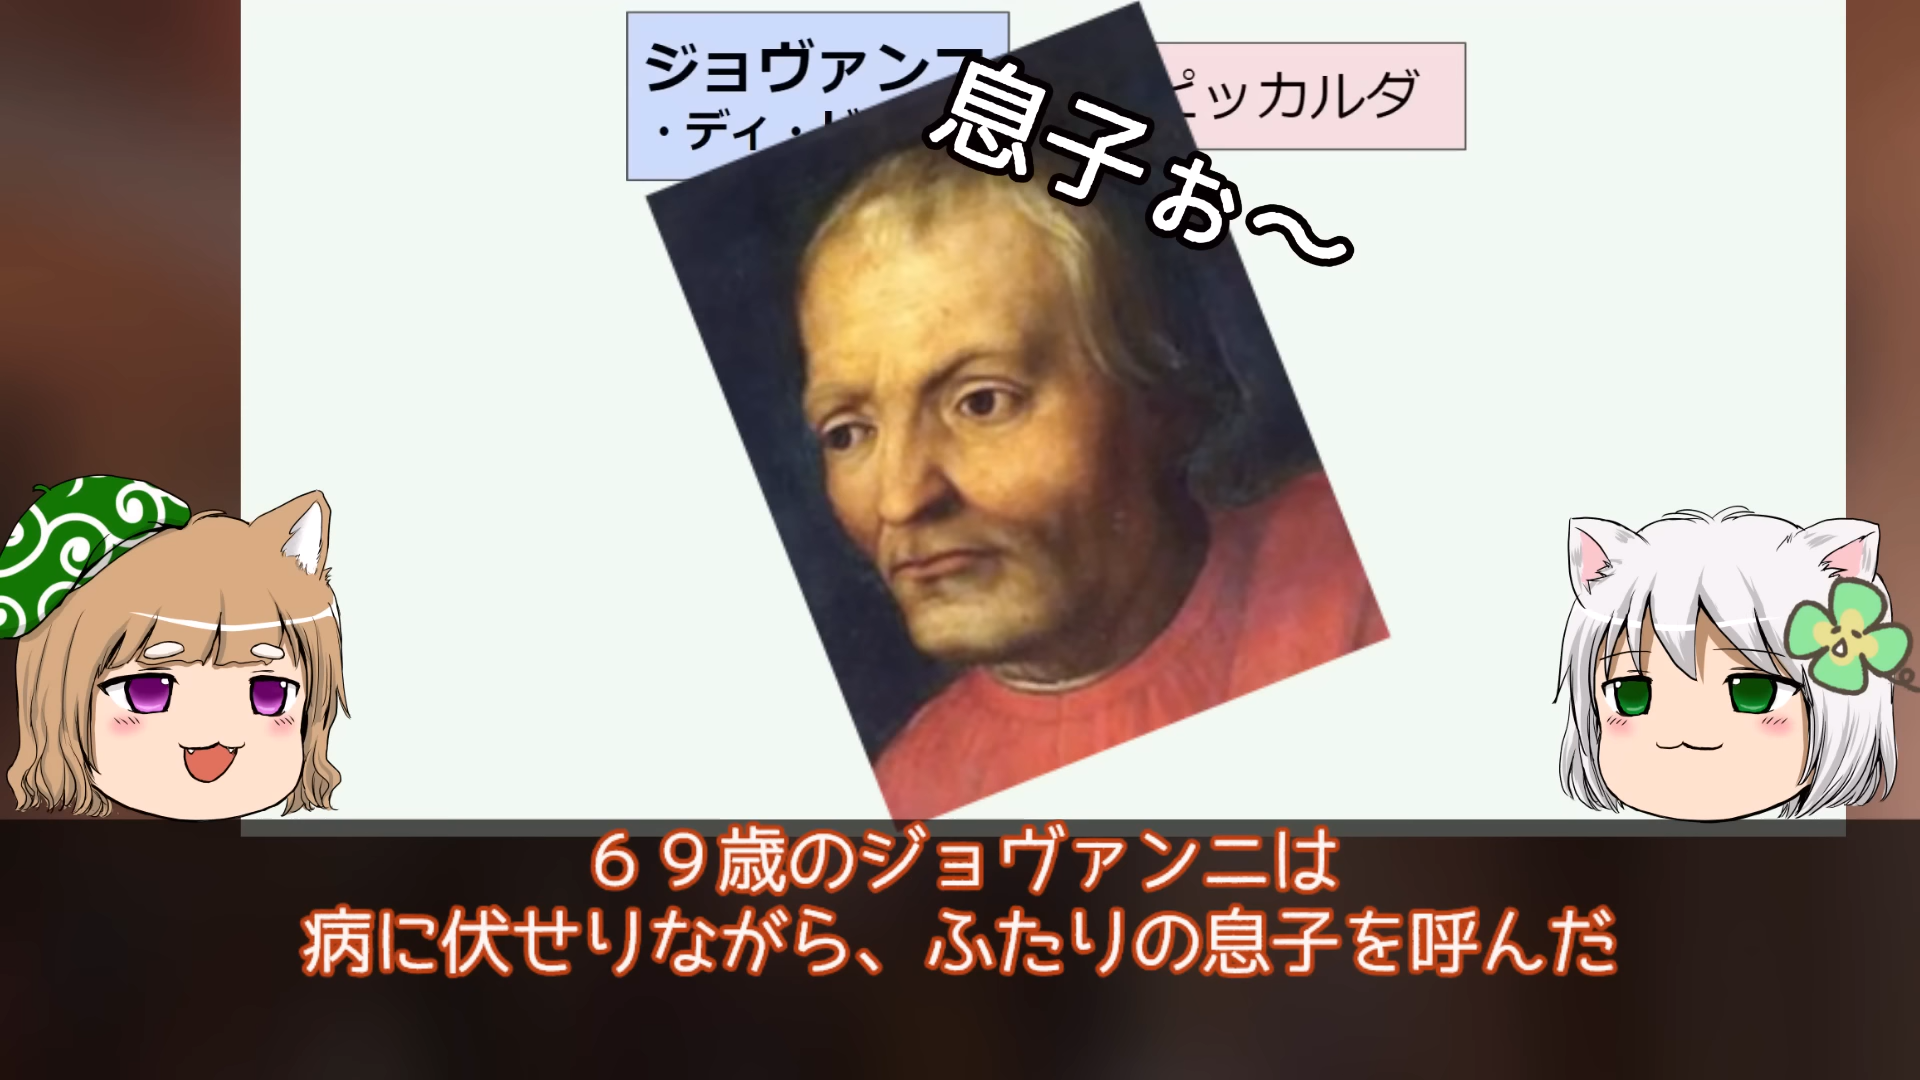 ジョヴァン
・ディ・
ピッカルダ
息子ぉ～
６９歳のジョヴァンニは
病に伏せりながら、ふたりの息子を呼んだ